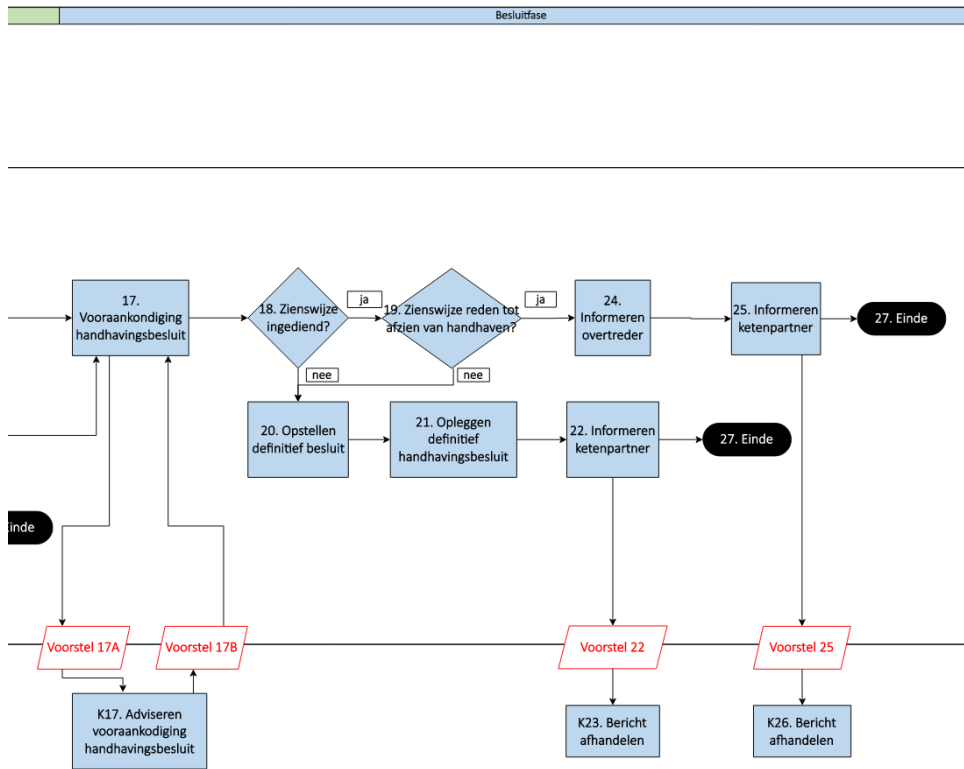 Besluitfase
17.
Vooraankondiging
handhavingsbesluit
18. Zienswijze
ingediend?
ja
19. Zienswijze reden tot
afzien van handhaven?
ja
24.
Informeren
overtreder
25. Informeren
ketenpartner
27. Einde
nee
nee
20. Opstellen
definitief besluit
21. Opleggen
definitief
handhavingsbesluit
22. Informeren
ketenpartner
27. Einde
Einde
Voorstel 17A
Voorstel 17B
Voorstel 22
Voorstel 25
K17. Adviseren
vooraankodiging
handhavingsbesluit
K23. Bericht
afhandelen
K26. Bericht
afhandelen